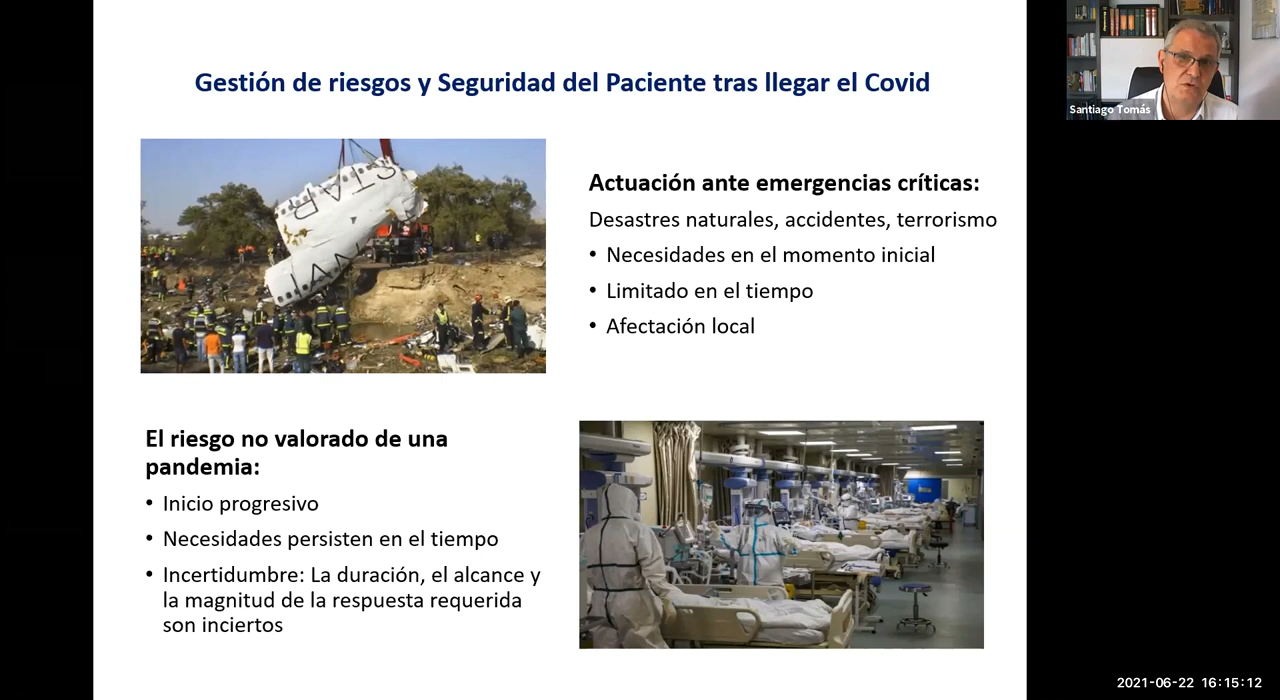 Gestión de riesgos y Seguridad del Paciente tras llegar el Covid
Santiago Tomás
STAR
Actuación ante emergencias críticas:
Desastres naturales, accidentes, terrorismo
• Necesidades en el momento inicial
• Limitado en el tiempo
• Afectación local
El riesgo no valorado de una
pandemia:
• Inicio progresivo
• Necesidades persisten en el tiempo
• Incertidumbre: La duración, el alcance y
la magnitud de la respuesta requerida
son inciertos
2021-06-22 16:15:12